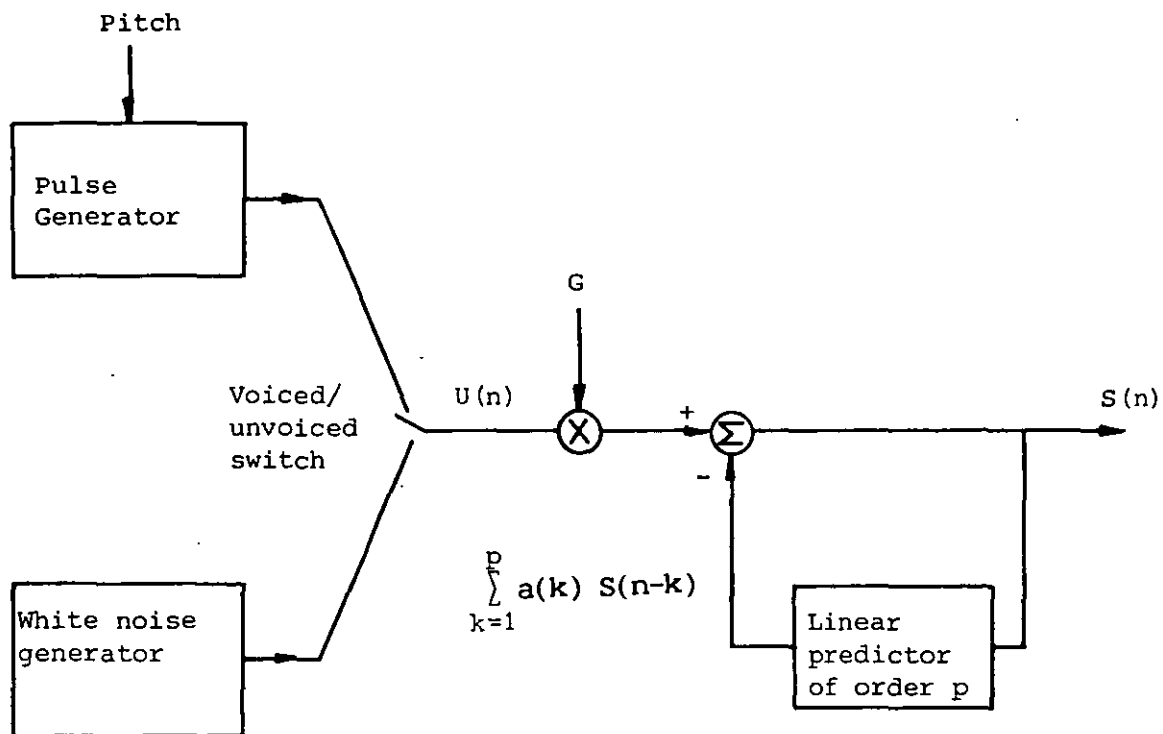 Pitch
Pulse
Generator
G
Voiced/
unvoiced
switch
U(n)
X
+
Σ
-
S(n)
p
∑ a(k) S(n-k)
k=1
Linear
predictor
of order p
White noise
generator